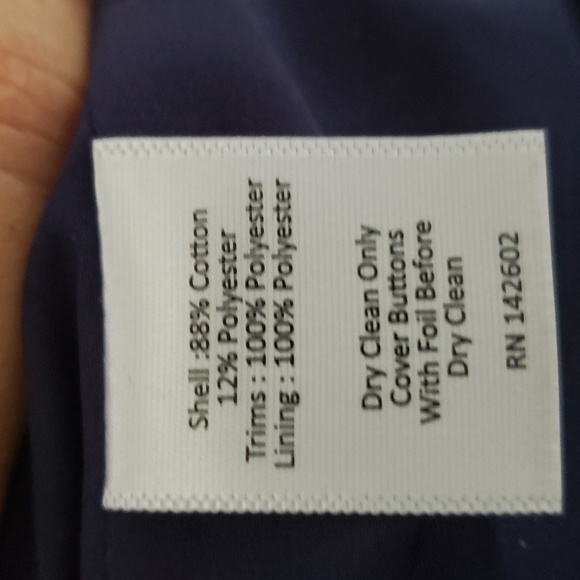 Shell :88% Cotton
12% Polyester
Trims : 100% Polyester
Lining : 100% Polyester
Dry Clean Only
Cover Buttons
With Foil Before
Dry Clean
RN 142602